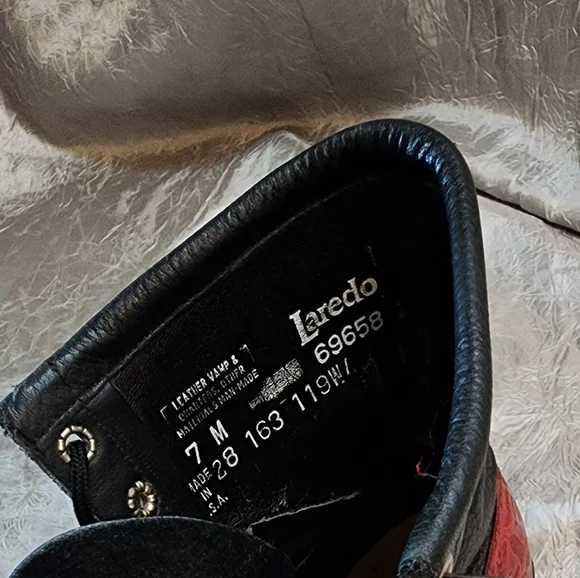 Laredo
69658
LEATHER VAMP &
QUARTERS, OTHER
MATERIALS MAN-MADE
7 M
28 163 119W/
MADE
IN
U.S.A.